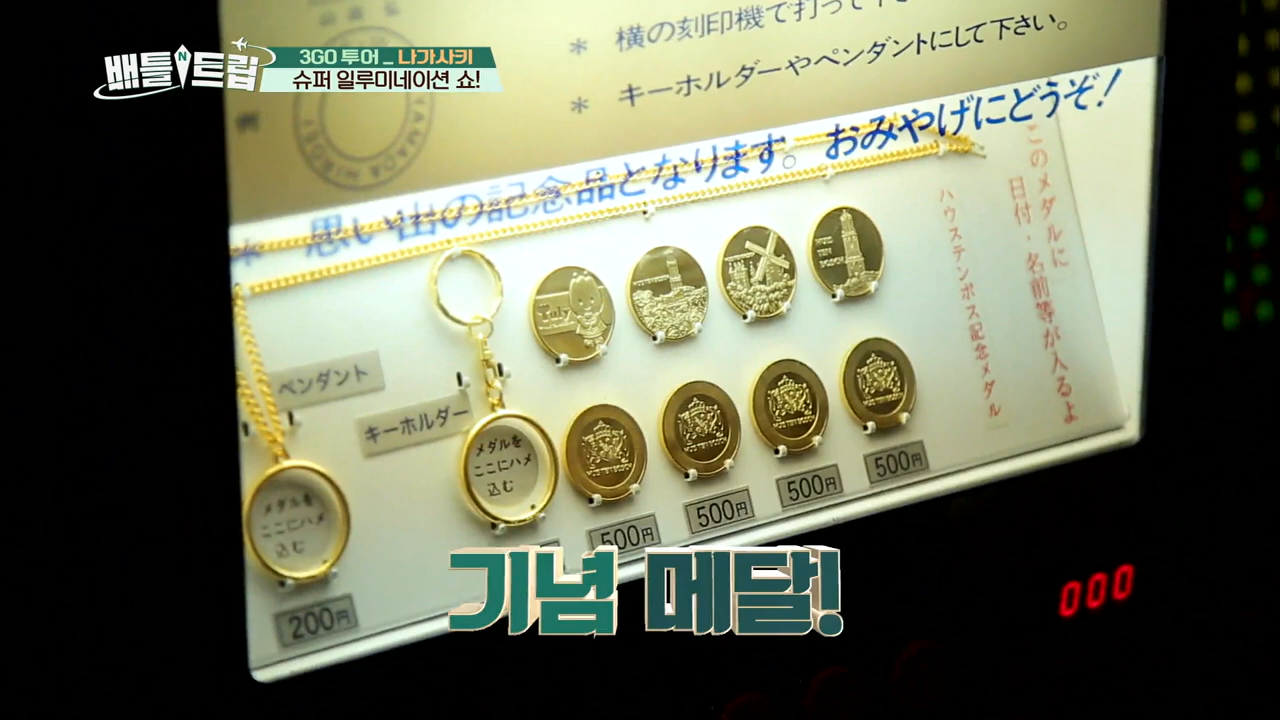 배틀트립
3GO 투어 _ 나가사키
슈퍼 일루미네이션 쇼!
＊ 横の刻印機で打って下さ
＊ キーホルダーやペンダントにして下さい。
＊ 思い出の記念品となります。おみやげにどうぞ！
このメダルに
日付・名前等が入るよ
ハウステンボス記念メダル
ペンダント
キーホルダー
メダルを
ここにハメ
込む
メダルを
ここにハメ
込む
HUIS
TEN
BOSCH
500円
500円
500円
500円
200円
000
기념 메달!